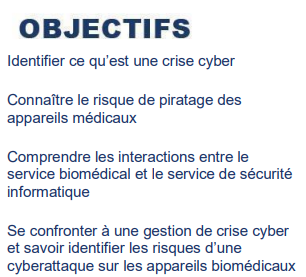 OBJECTIFS
Identifier ce qu'est une crise cyber
Connaître le risque de piratage des
appareils médicaux
Comprendre les interactions entre le
service biomédical et le service de sécurité
informatique
Se confronter à une gestion de crise cyber
et savoir identifier les risques d'une
cyberattaque sur les appareils biomédicaux